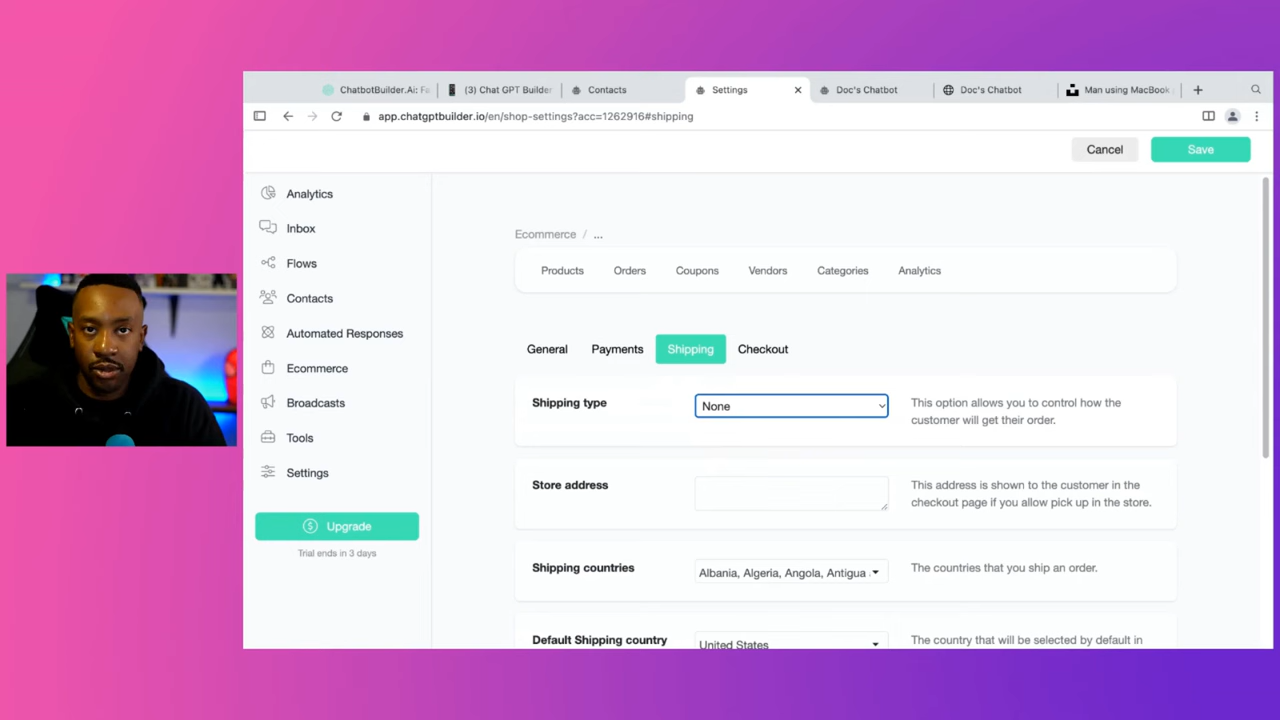 ChatbotBuilder.Ai: Fa
(3) Chat GPT Builder
Contacts
Settings
Doc's Chatbot
Doc's Chatbot
Man using MacBook
app.chatgptbuilder.io/en/shop-settings?acc=1262916#shipping
Cancel
Save
Analytics
Inbox
Flows
Contacts
Automated Responses
Ecommerce
Broadcasts
Tools
Settings
Upgrade
Trial ends in 3 days
Ecommerce / ...
Products
Orders
Coupons
Vendors
Categories
Analytics
General
Payments
Shipping
Checkout
Shipping type
None
This option allows you to control how the
customer will get their order.
Store address
This address is shown to the customer in the
checkout page if you allow pick up in the store.
Shipping countries
Albania, Algeria, Angola, Antigua
The countries that you ship an order.
Default Shipping country
United States
The country that will be selected by default in